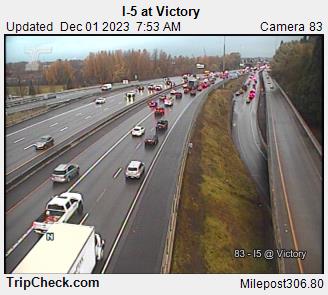 I-5 at Victory
Updated  Dec 01 2023  7:53 AM
Camera 83
N
83 - I5 @ Victory
TripCheck.com
Milepost306.80